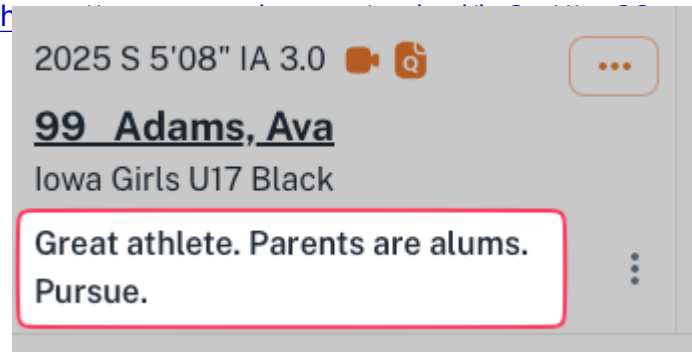 2025 S 5'08" IA 3.0
99 Adams, Ava
Iowa Girls U17 Black
Great athlete. Parents are alums.
Pursue.